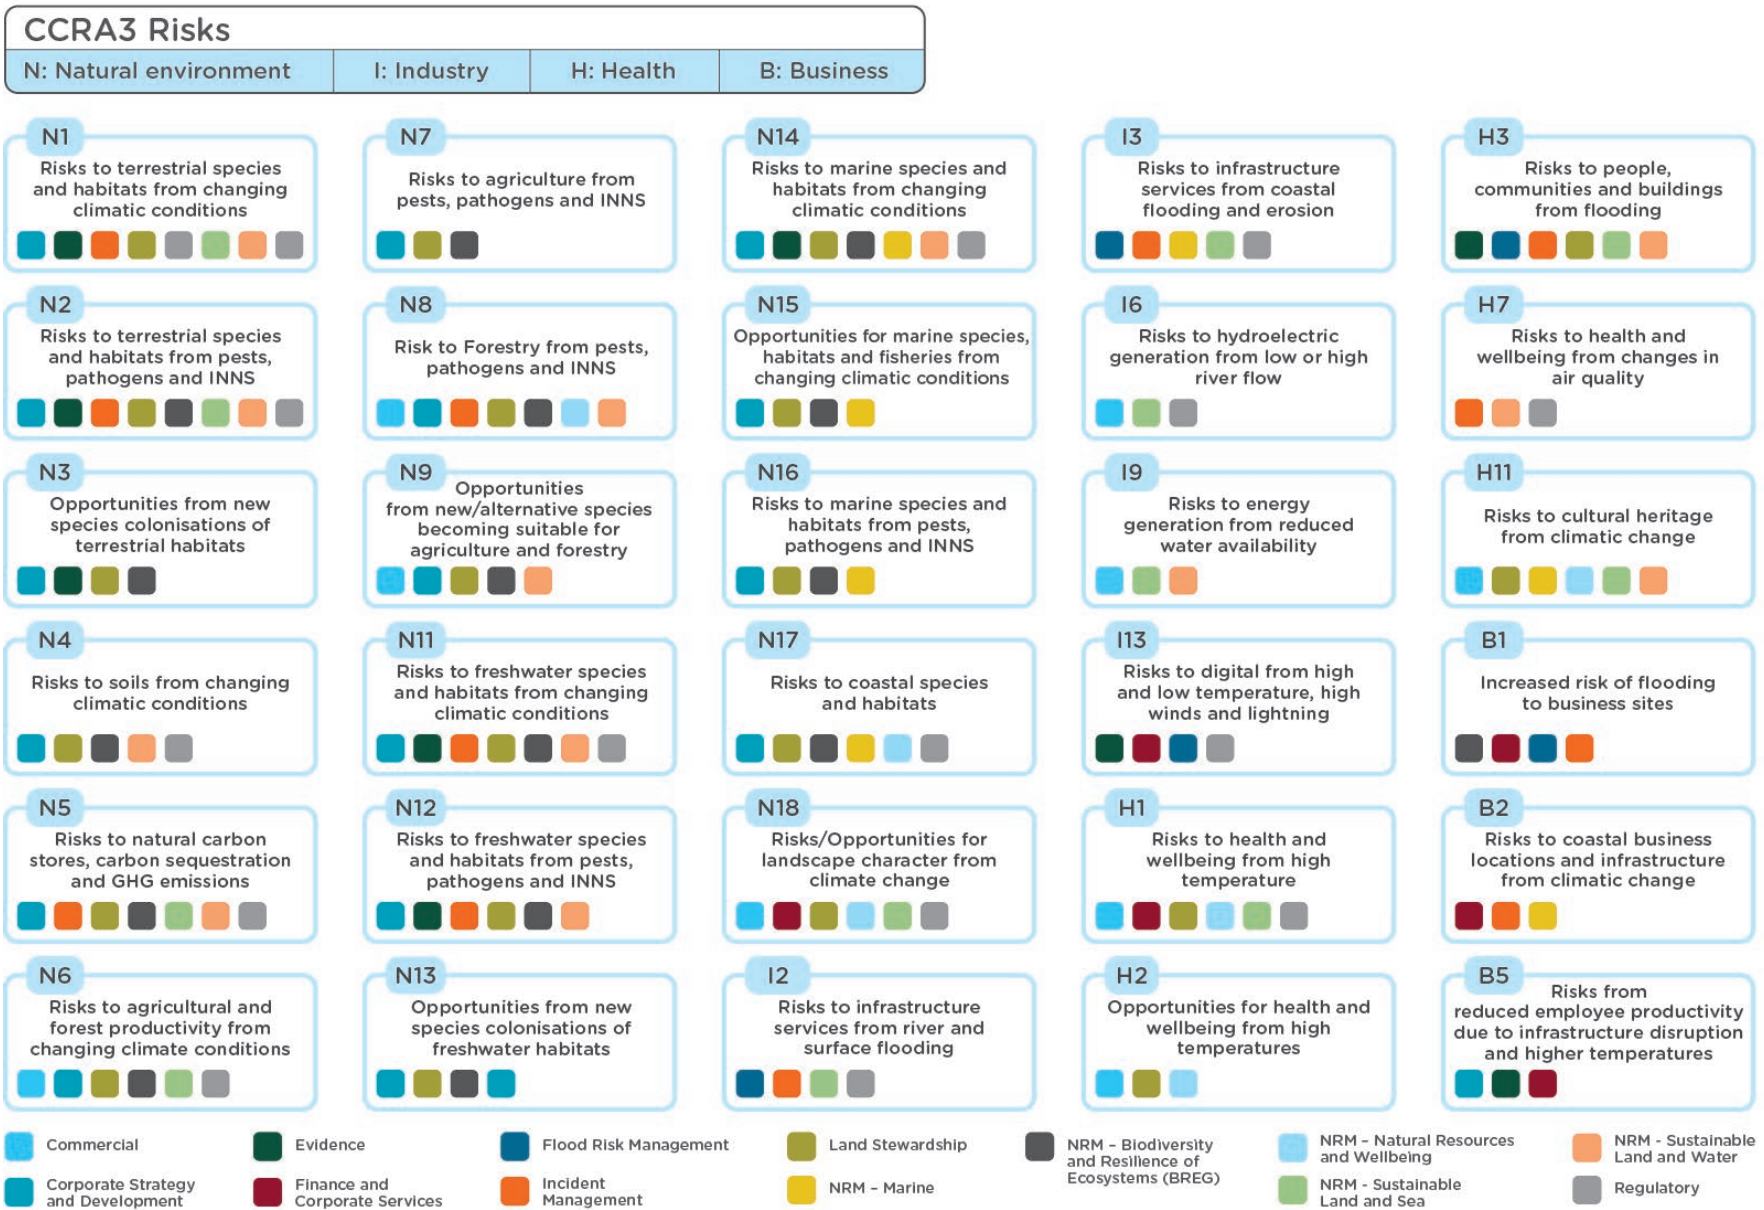 CCRA3 Risks
N: Natural environment
I: Industry
H: Health
B: Business
N1
Risks to terrestrial species
and habitats from changing
climatic conditions
N7
Risks to agriculture from
pests, pathogens and INNS
N14
Risks to marine species and
habitats from changing
climatic conditions
I3
Risks to infrastructure
services from coastal
flooding and erosion
H3
Risks to people,
communities and buildings
from flooding
N2
Risks to terrestrial species
and habitats from pests,
pathogens and INNS
N8
Risk to Forestry from pests,
pathogens and INNS
N15
Opportunities for marine species,
habitats and fisheries from
changing climatic conditions
I6
Risks to hydroelectric
generation from low or high
river flow
H7
Risks to health and
wellbeing from changes in
air quality
N3
Opportunities from new
species colonisations of
terrestrial habitats
N9
Opportunities
from new/alternative species
becoming suitable for
agriculture and forestry
N16
Risks to marine species and
habitats from pests,
pathogens and INNS
I9
Risks to energy
generation from reduced
water availability
H11
Risks to cultural heritage
from climatic change
N4
Risks to soils from changing
climatic conditions
N11
Risks to freshwater species
and habitats from changing
climatic conditions
N17
Risks to coastal species
and habitats
I13
Risks to digital from high
and low temperature, high
winds and lightning
B1
Increased risk of flooding
to business sites
N5
Risks to natural carbon
stores, carbon sequestration
and GHG emissions
N12
Risks to freshwater species
and habitats from pests,
pathogens and INNS
N18
Risks/Opportunities for
landscape character from
climate change
H1
Risks to health and
wellbeing from high
temperature
B2
Risks to coastal business
locations and infrastructure
from climatic change
N6
Risks to agricultural and
forest productivity from
changing climate conditions
N13
Opportunities from new
species colonisations of
freshwater habitats
I2
Risks to infrastructure
services from river and
surface flooding
H2
Opportunities for health and
wellbeing from high
temperatures
B5
Risks from
reduced employee productivity
due to infrastructure disruption
and higher temperatures
Commercial
Corporate Strategy
and Development
Evidence
Finance and
Corporate Services
Flood Risk Management
Incident
Management
Land Stewardship
NRM – Marine
NRM – Biodiversity
and Resilience of
Ecosystems (BREG)
NRM – Natural Resources
and Wellbeing
NRM - Sustainable
Land and Sea
NRM - Sustainable
Land and Water
Regulatory